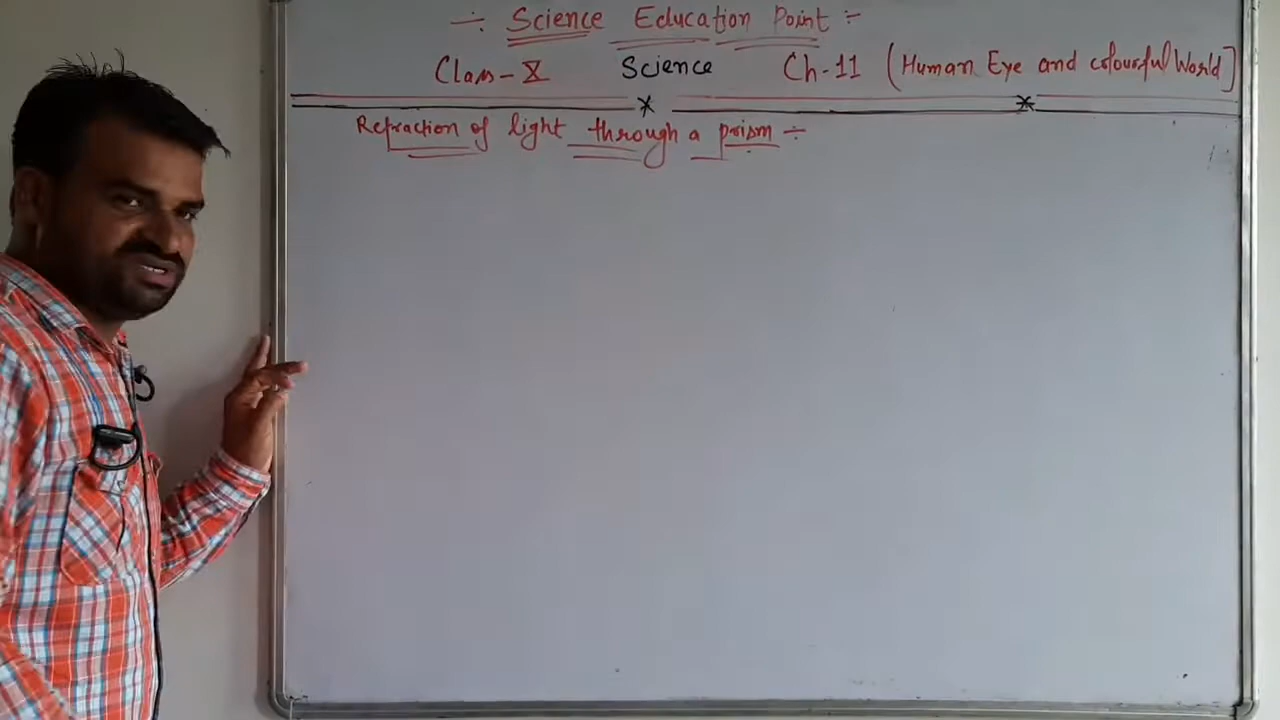 ÷ Science Education Point ÷
Class-X Science Ch-11 (Human Eye and colourful World]
Refraction of light through a prism ÷